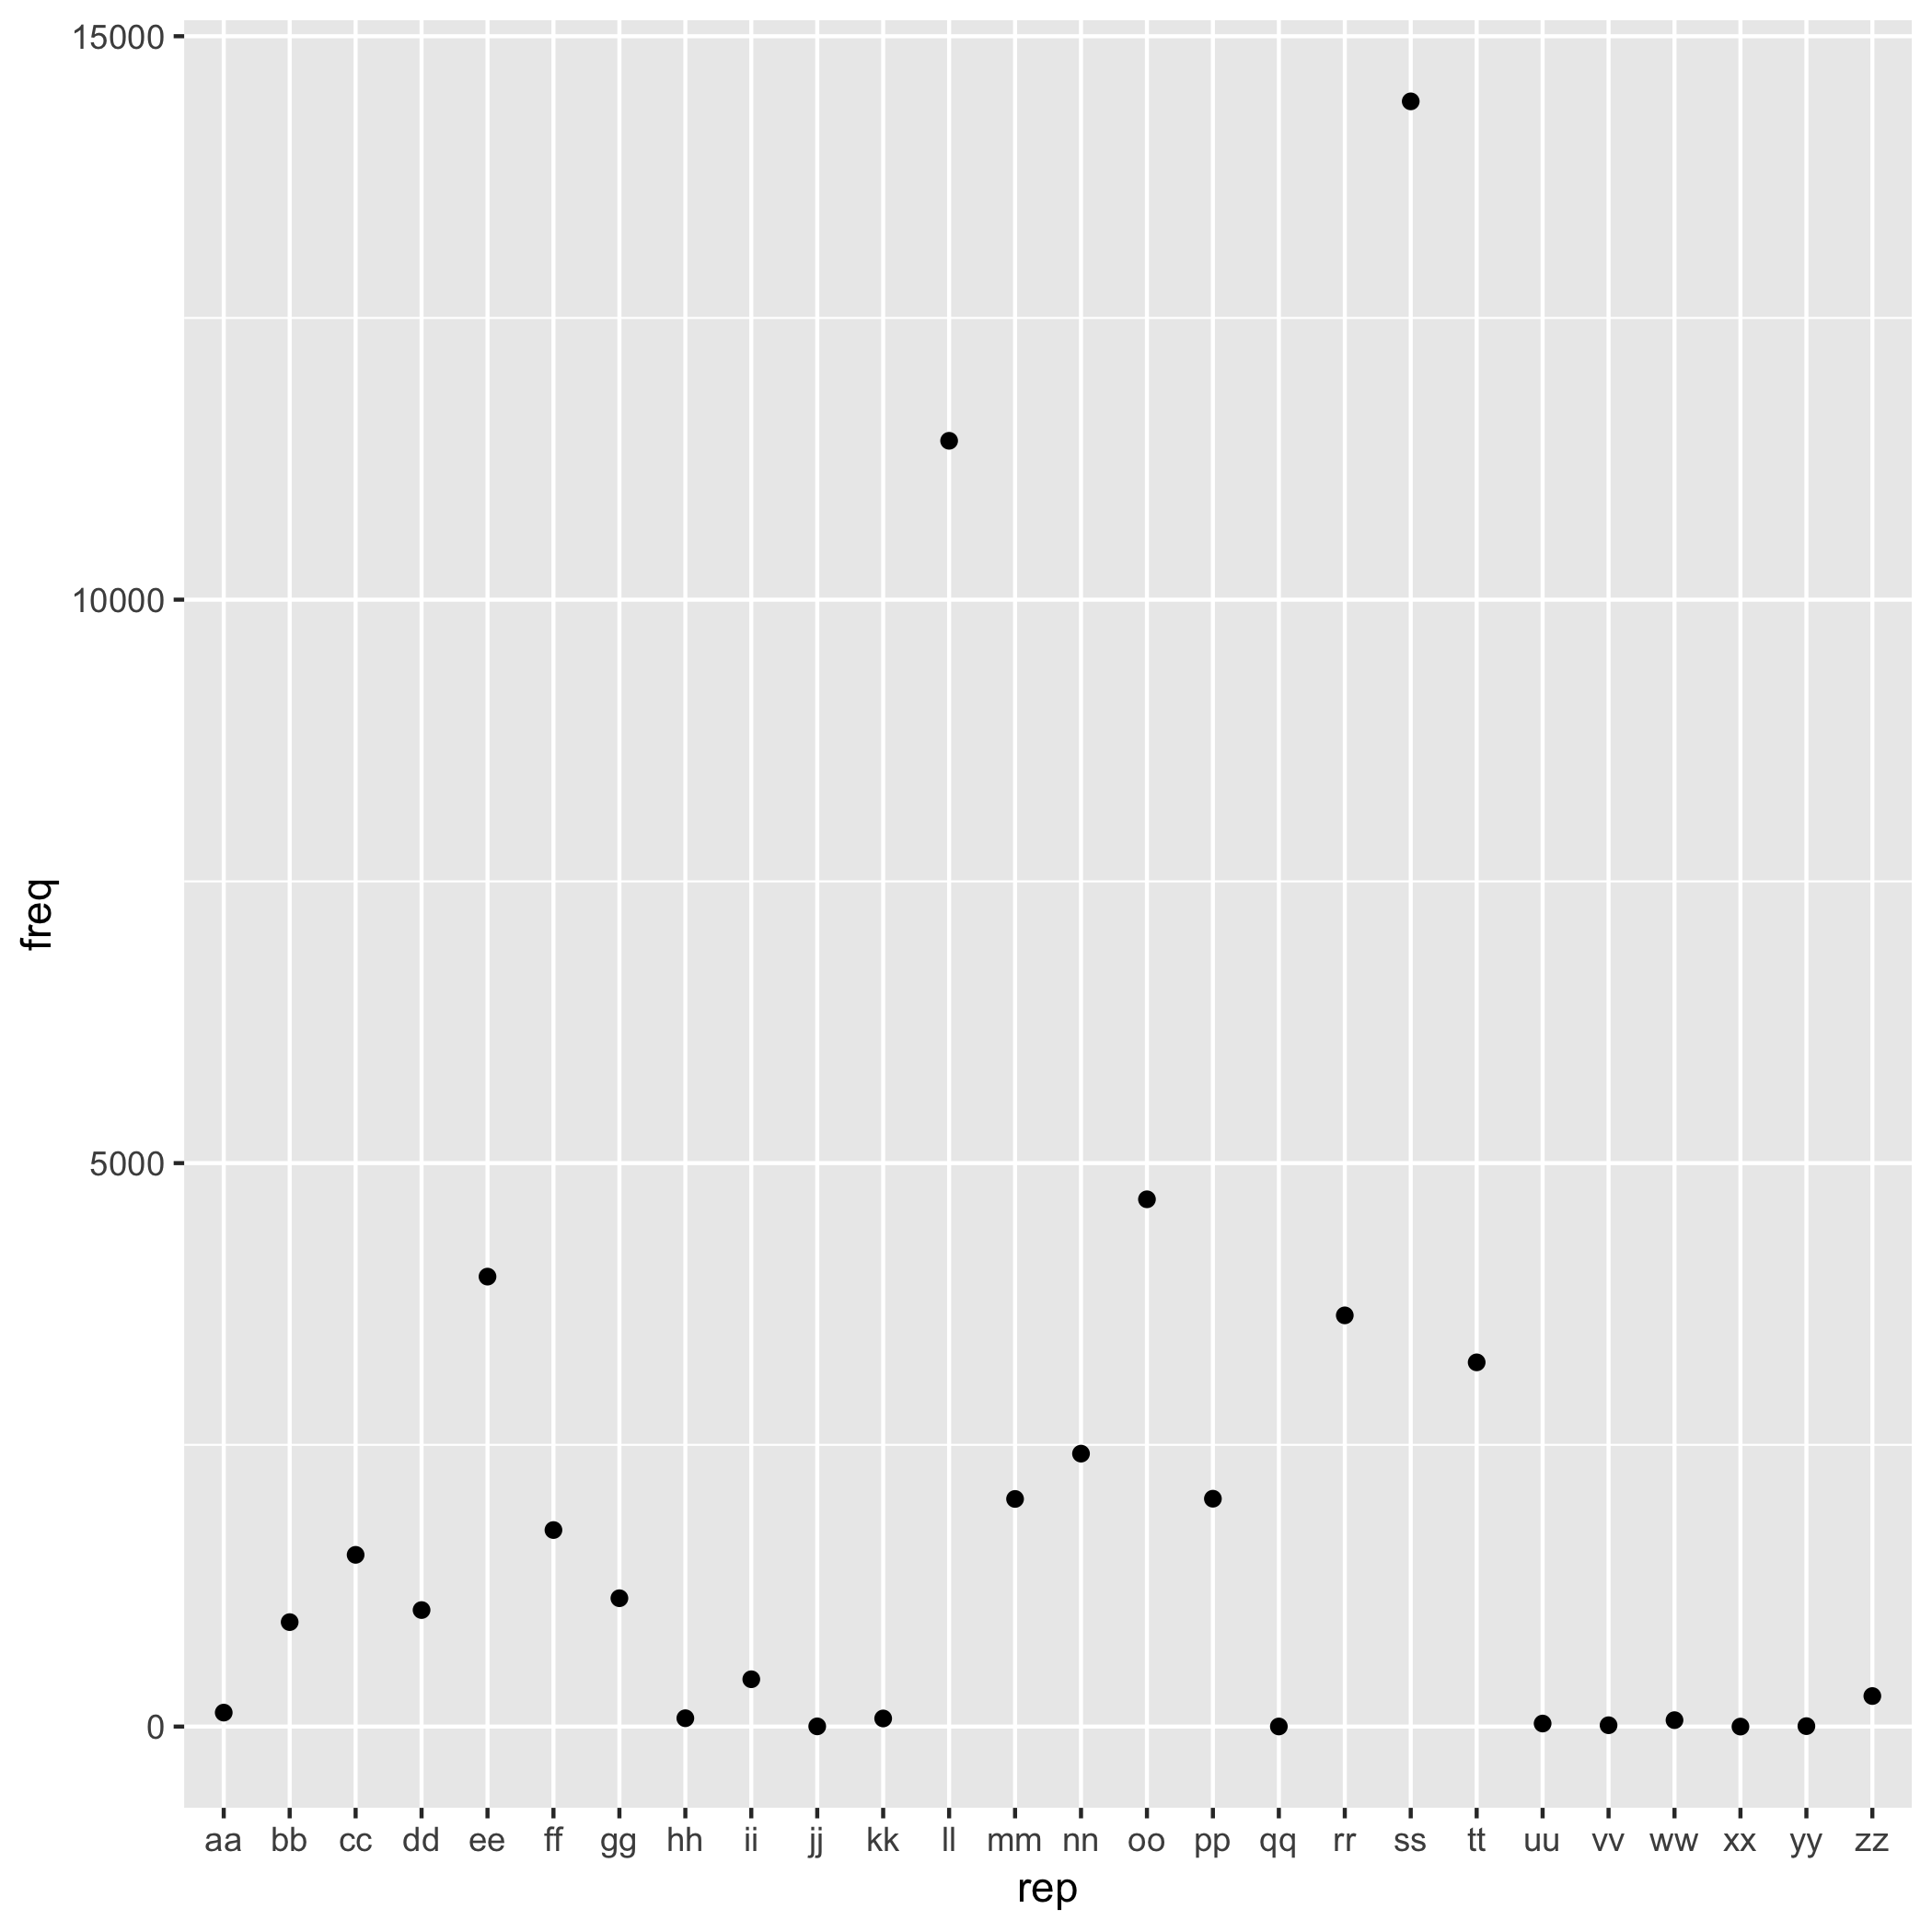 15000
10000
5000
0
freq
aa bb cc dd ee ff gg hh ii jj kk ll mm nn oo pp qq rr ss tt uu vv ww xx yy zz
rep